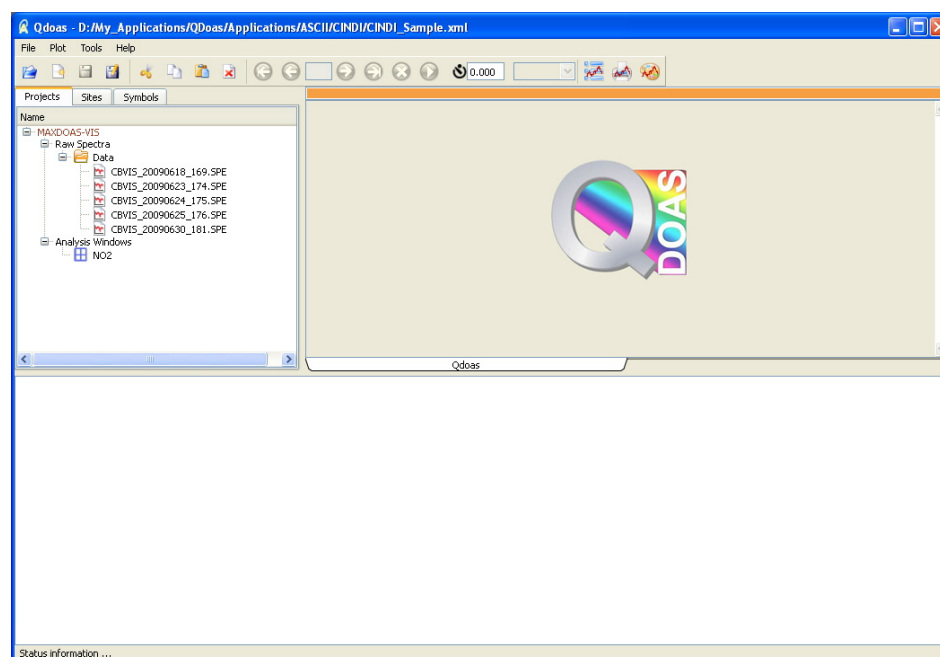 Qdoas - D:/My_Applications/QDoas/Applications/ASCII/CINDI/CINDI_Sample.xml
File Plot Tools Help
0.000
Projects Sites Symbols
Name
MAXDOAS-VIS
Raw Spectra
Data
CBVIS_20090618_169.SPE
CBVIS_20090623_174.SPE
CBVIS_20090624_175.SPE
CBVIS_20090625_176.SPE
CBVIS_20090630_181.SPE
Analysis Windows
NO2
Q DOAS
Qdoas
Status information ...